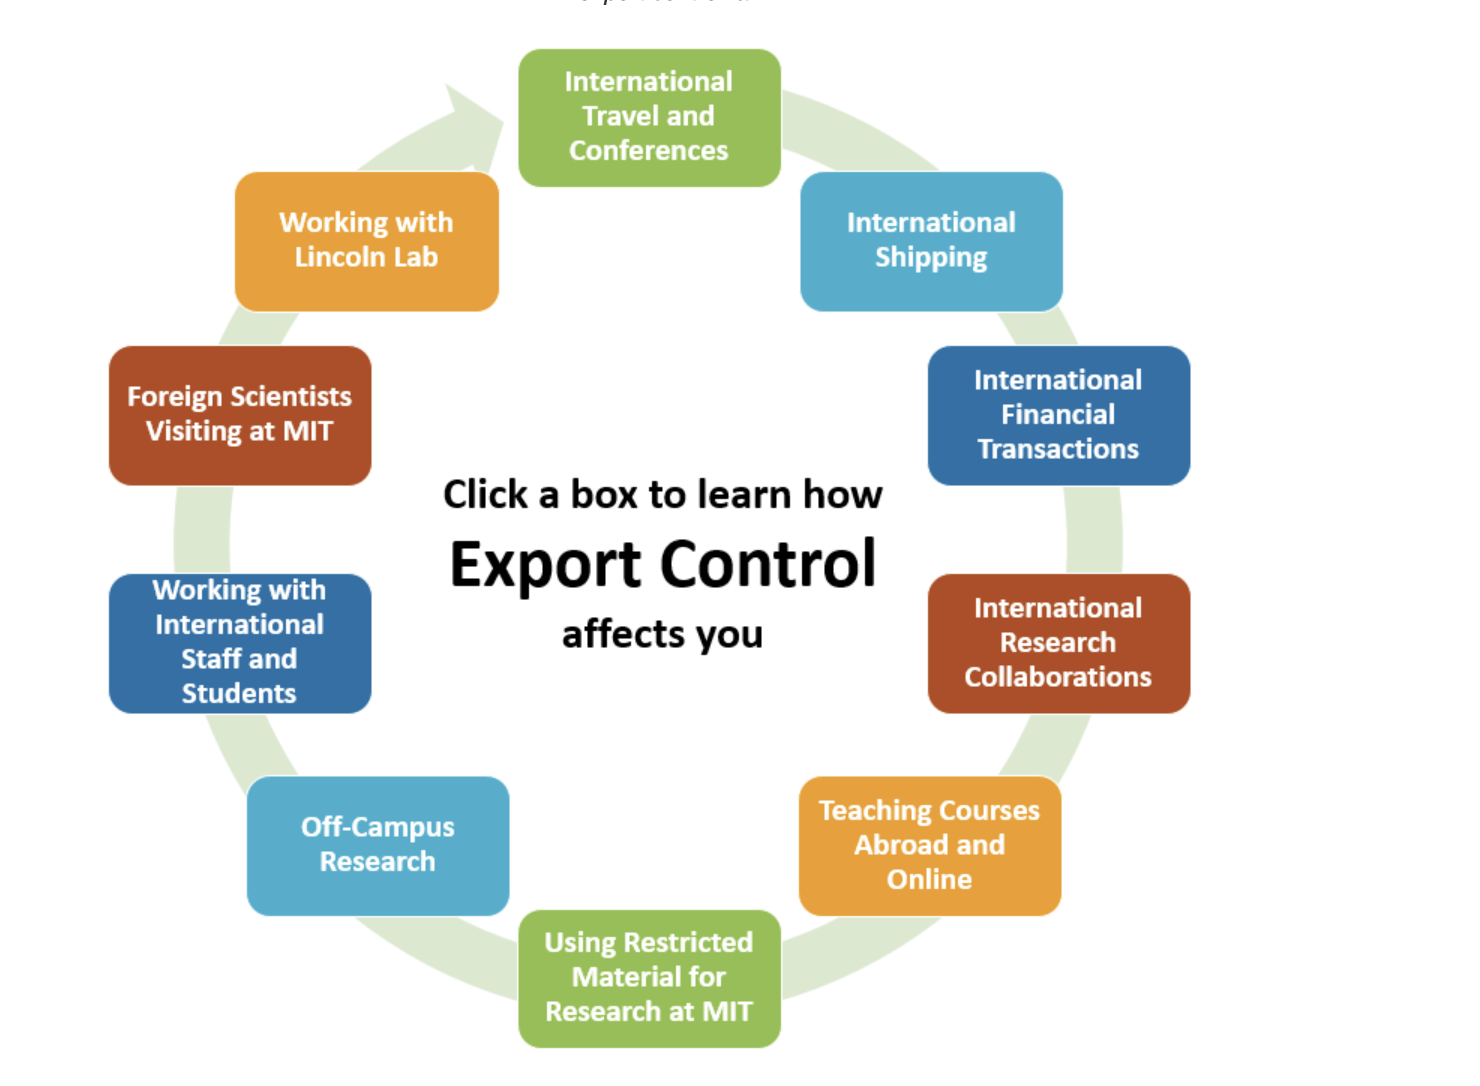 International
Travel and
Conferences
International
Shipping
International
Financial
Transactions
International
Research
Collaborations
Teaching Courses
Abroad and
Online
Using Restricted
Material for
Research at MIT
Off-Campus
Research
Working with
International
Staff and
Students
Foreign Scientists
Visiting at MIT
Working with
Lincoln Lab
Click a box to learn how
Export Control
affects you